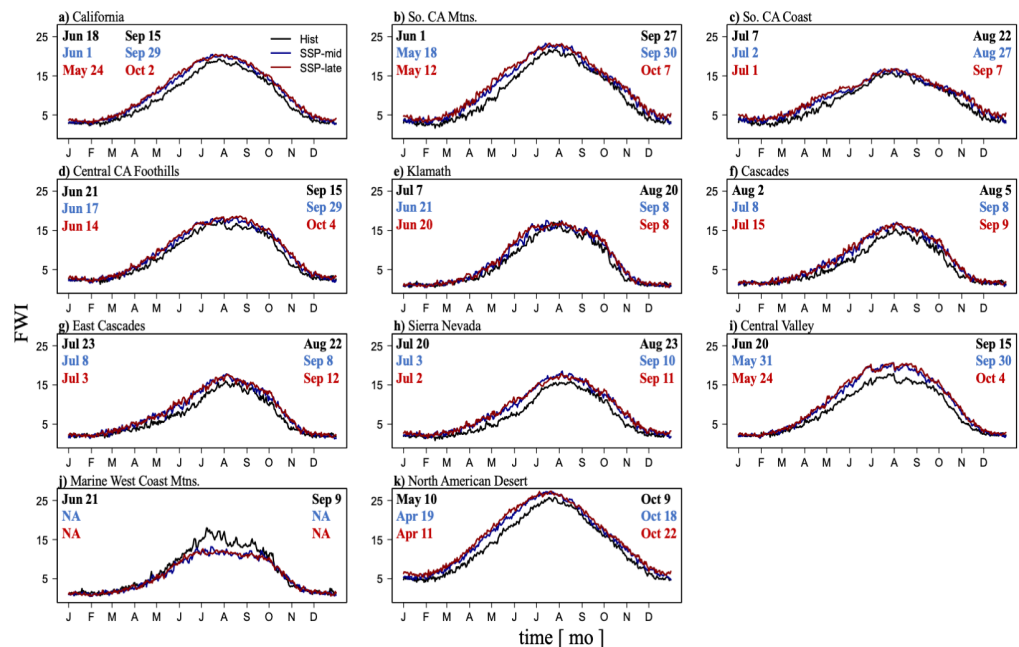 a) California
Jun 18 Sep 15
Jun 1 Sep 29
May 24 Oct 2
Hist
SSP-mid
SSP-late
25
15
5
J F M A M J J A S O N D
b) So. CA Mtns.
Jun 1 Sep 27
May 18 Sep 30
May 12 Oct 7
25
15
5
J F M A M J J A S O N D
c) So. CA Coast
Jul 7 Aug 22
Jul 2 Aug 27
Jul 1 Sep 7
25
15
5
J F M A M J J A S O N D
d) Central CA Foothills
Jun 21 Sep 15
Jun 17 Sep 29
Jun 14 Oct 4
25
15
5
J F M A M J J A S O N D
e) Klamath
Jul 7 Aug 20
Jun 21 Sep 8
Jun 20 Sep 8
25
15
5
J F M A M J J A S O N D
f) Cascades
Aug 2 Aug 5
Jul 8 Sep 8
Jul 15 Sep 9
25
15
5
J F M A M J J A S O N D
FWI
g) East Cascades
Jul 23 Aug 22
Jul 8 Sep 8
Jul 3 Sep 12
25
15
5
J F M A M J J A S O N D
h) Sierra Nevada
Jul 20 Aug 23
Jul 3 Sep 10
Jul 2 Sep 11
25
15
5
J F M A M J J A S O N D
i) Central Valley
Jun 20 Sep 15
May 31 Sep 30
May 24 Oct 4
25
15
5
J F M A M J J A S O N D
j) Marine West Coast Mtns.
Jun 21 Sep 9
NA NA
NA NA
25
15
5
J F M A M J J A S O N D
k) North American Desert
May 10 Oct 9
Apr 19 Oct 18
Apr 11 Oct 22
25
15
5
J F M A M J J A S O N D
time [ mo ]